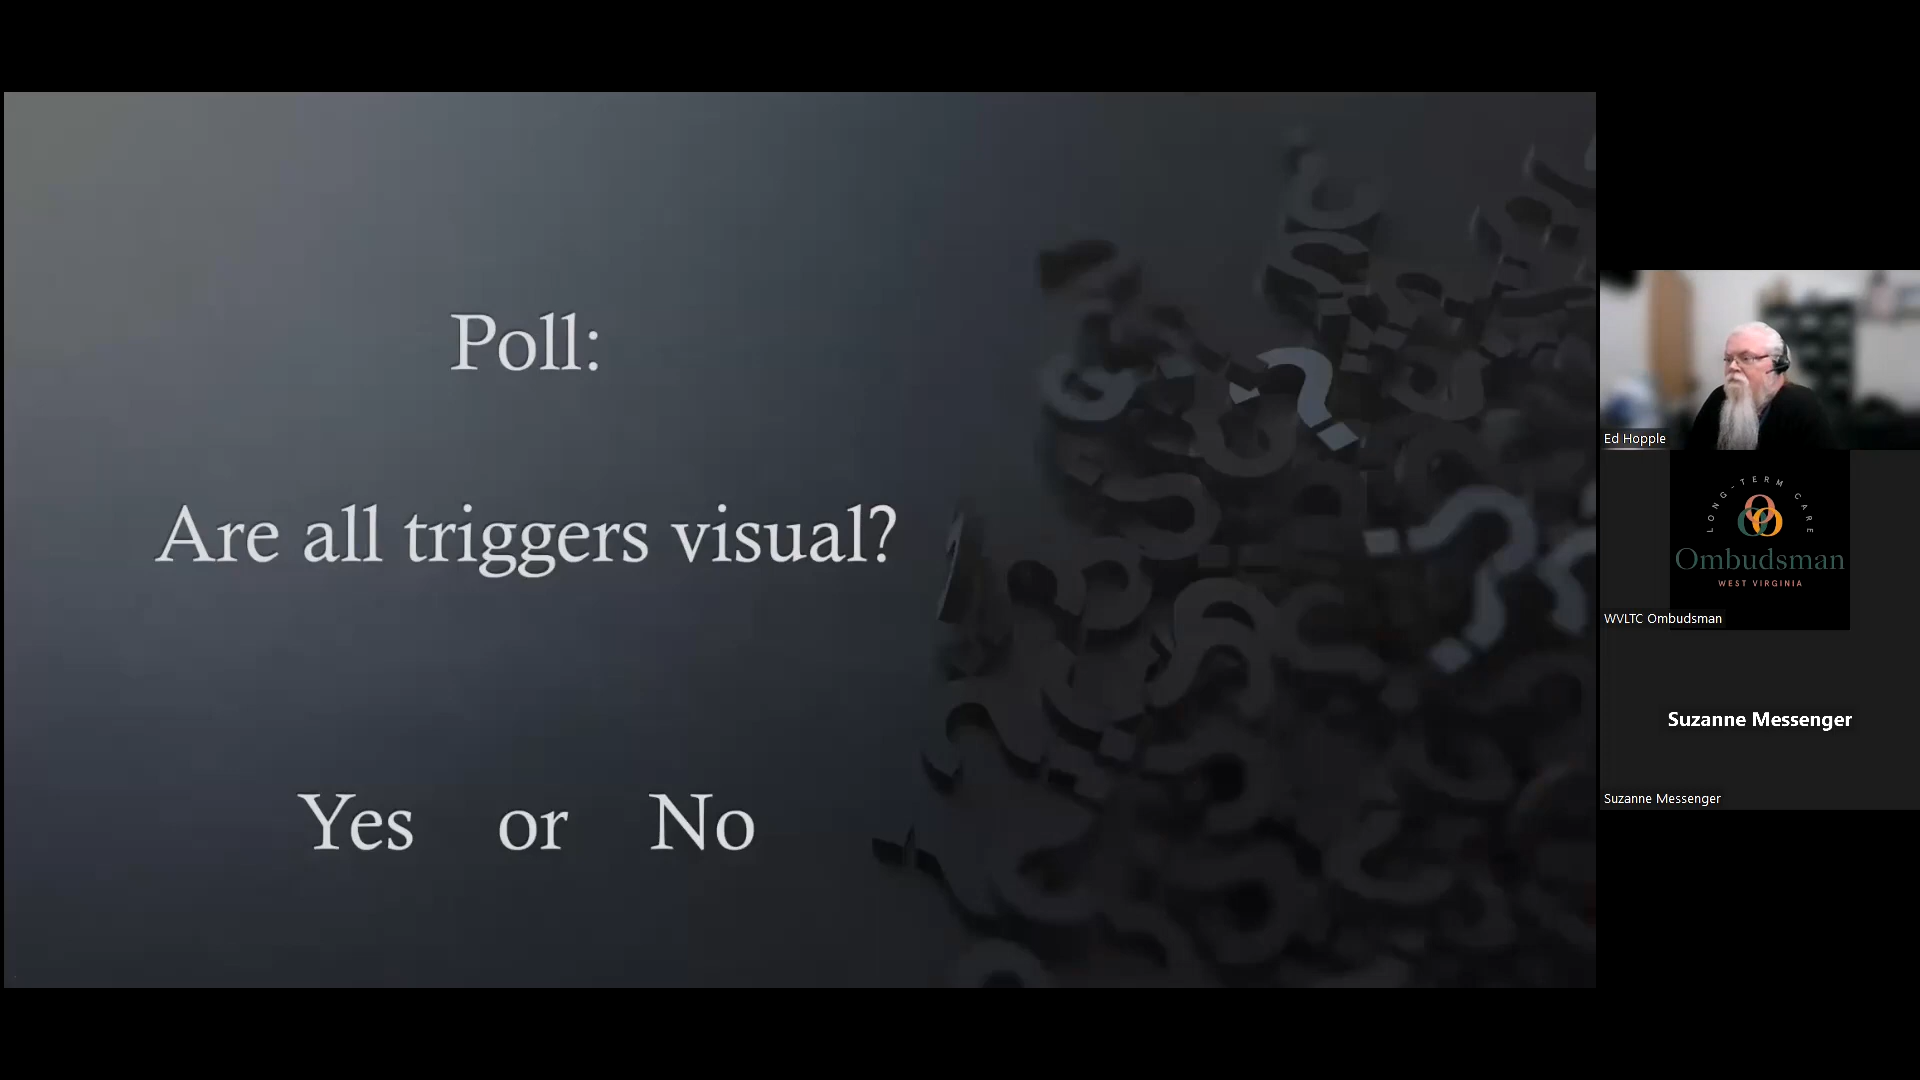 Poll:
Are all triggers visual?
Yes or No
Ed Hopple
LONG-TERM CARE
Ombudsman
WEST VIRGINIA
WVLTC Ombudsman
Suzanne Messenger
Suzanne Messenger